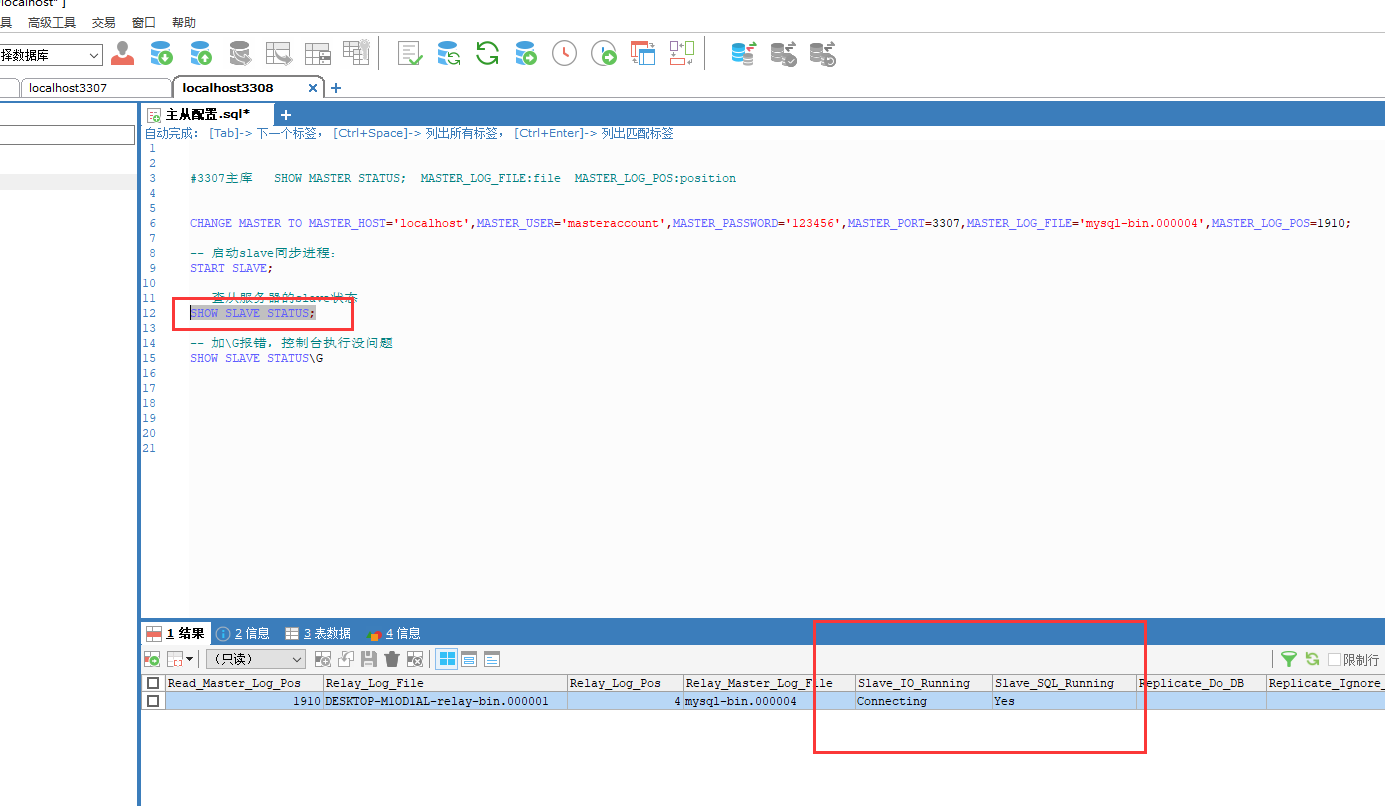 localhost" ]
具 高级工具 交易 窗口 帮助
择数据库
localhost3307 localhost3308 × +
主从配置.sql* +
自动完成: [Tab]-> 下一个标签, [Ctrl+Space]-> 列出所有标签, [Ctrl+Enter]-> 列出匹配标签
1
2
3 #3307主库 SHOW MASTER STATUS; MASTER_LOG_FILE:file MASTER_LOG_POS:position
4
5
6 CHANGE MASTER TO MASTER_HOST='localhost',MASTER_USER='masteraccount',MASTER_PASSWORD='123456',MASTER_PORT=3307,MASTER_LOG_FILE='mysql-bin.000004',MASTER_LOG_POS=1910;
7
8 -- 启动slave同步进程:
9 START SLAVE;
10
11 查从服务器的slave状态
12 SHOW SLAVE STATUS;
13
14 -- 加\G报错，控制台执行没问题
15 SHOW SLAVE STATUS\G
16
17
18
19
20
21
1 结果 2 信息 3 表数据 4 信息
(只读) 限制行
Read_Master_Log_Pos Relay_Log_File Relay_Log_Pos Relay_Master_Log_File Slave_IO_Running Slave_SQL_Running Replicate_Do_DB Replicate_Ignore_
1910 DESKTOP-M1OD1AL-relay-bin.000001 4 mysql-bin.000004 Connecting Yes